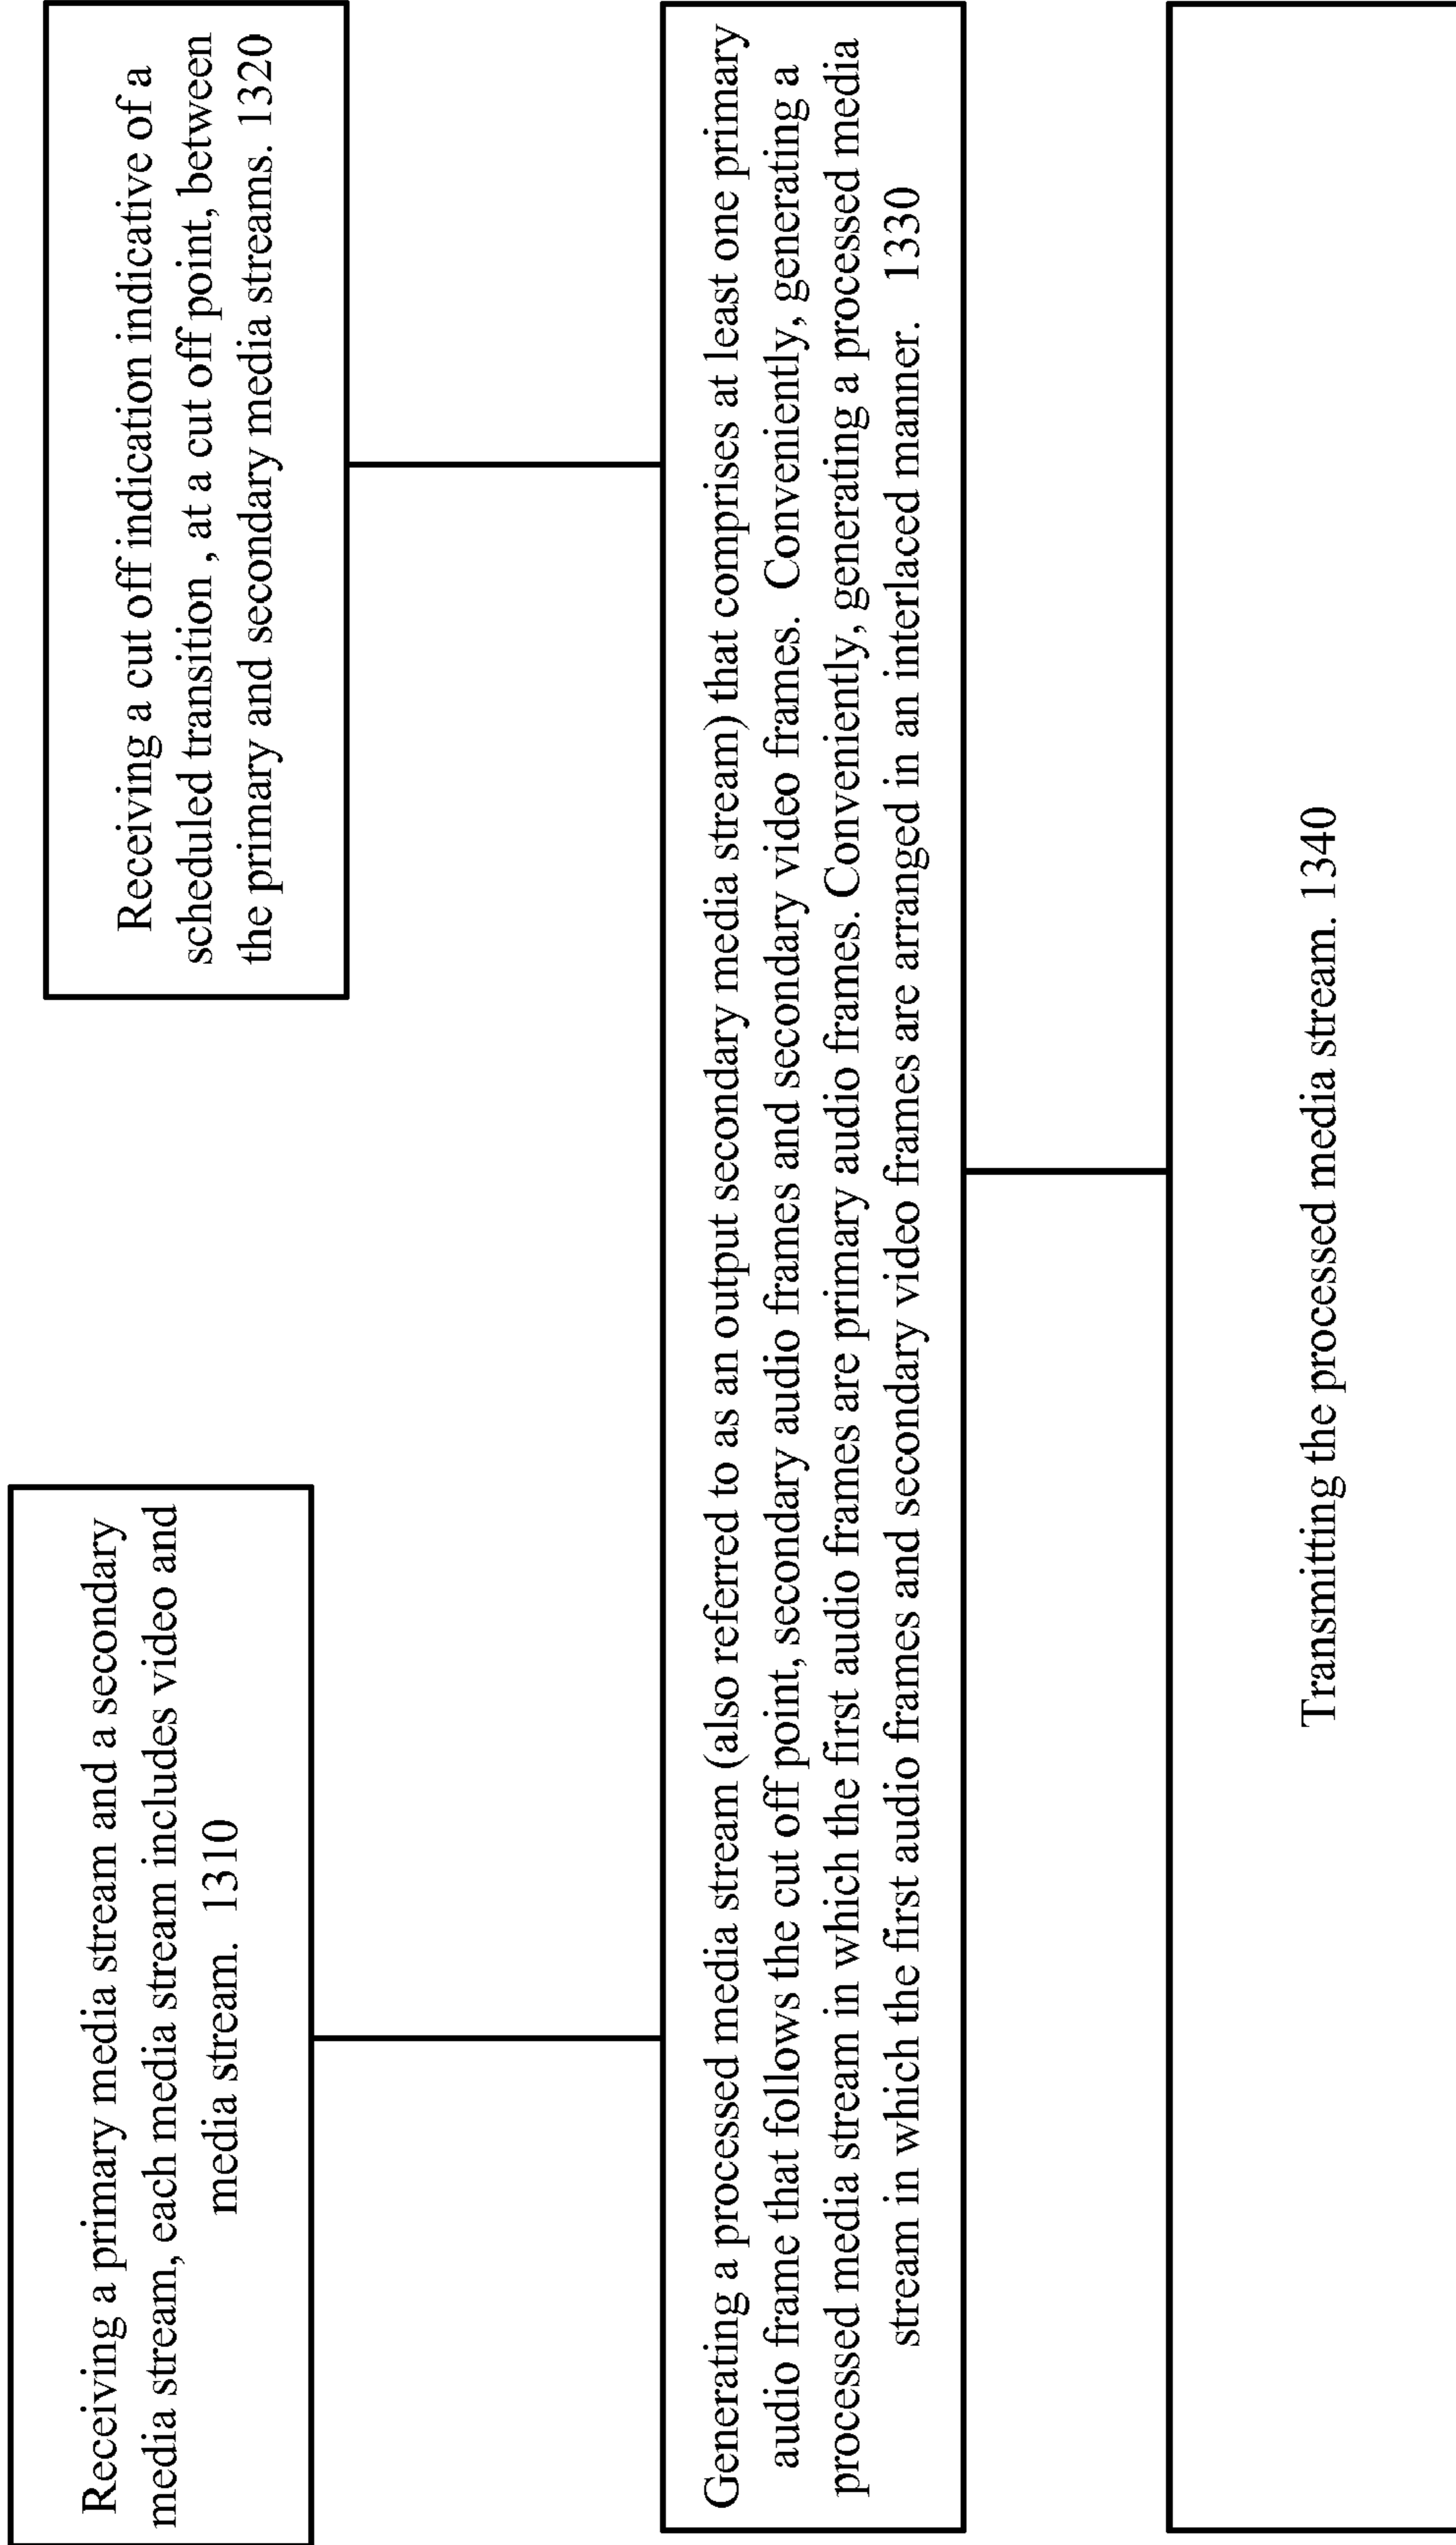 Receiving a primary media stream and a secondary
media stream, each media stream includes video and
media stream.  1310
Receiving a cut off indication indicative of a
scheduled transition , at a cut off point, between
the primary and secondary media streams. 1320
Generating a processed media stream (also referred to as an output secondary media stream) that comprises at least one primary
audio frame that follows the cut off point, secondary audio frames and secondary video frames.  Conveniently, generating a
processed media stream in which the first audio frames are primary audio frames. Conveniently, generating a processed media
stream in which the first audio frames and secondary video frames are arranged in an interlaced manner.  1330
Transmitting the processed media stream. 1340